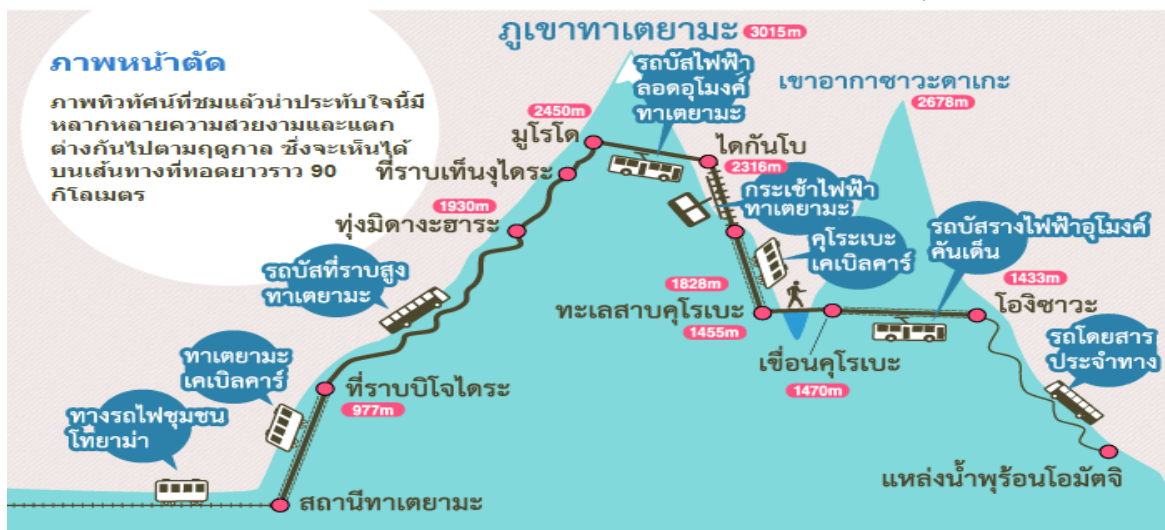 ภูเขาทาเตยามะ 3015m
ภาพหน้าตัด
ภาพทิวทัศน์ที่ชมแล้วน่าประทับใจนี้มี
หลากหลายความสวยงามและแตก
ต่างกันไปตามฤดูกาล ซึ่งจะเห็นได้
บนเส้นทางที่ทอดยาวราว 90
กิโลเมตร
รถบัสไฟฟ้า
ลอดอุโมงค์
ทาเตยามะ
เขาอากาซาวะดาเกะ
2678m
2450m
มูโรโด
ไดกันโบ
2316m
ที่ราบเท็นงุไดระ
กระเช้าไฟฟ้า
ทาเตยามะ
1930m
ทุ่งมิดางะฮาระ
คุโระเบะ
เคเบิลคาร์
รถบัสรางไฟฟ้าอุโมงค์
คันเด็น
รถบัสที่ราบสูง
ทาเตยามะ
1828m
1433m
ทะเลสาบคุโรเบะ
1455m
โองิซาวะ
เขื่อนคุโรเบะ
1470m
รถโดยสาร
ประจำทาง
ทาเตยามะ
เคเบิลคาร์
ที่ราบบิโจไดระ
977m
ทางรถไฟชุมชน
โทยาม่า
แหล่งน้ำพุร้อนโอมัตจิ
สถานีทาเตยามะ